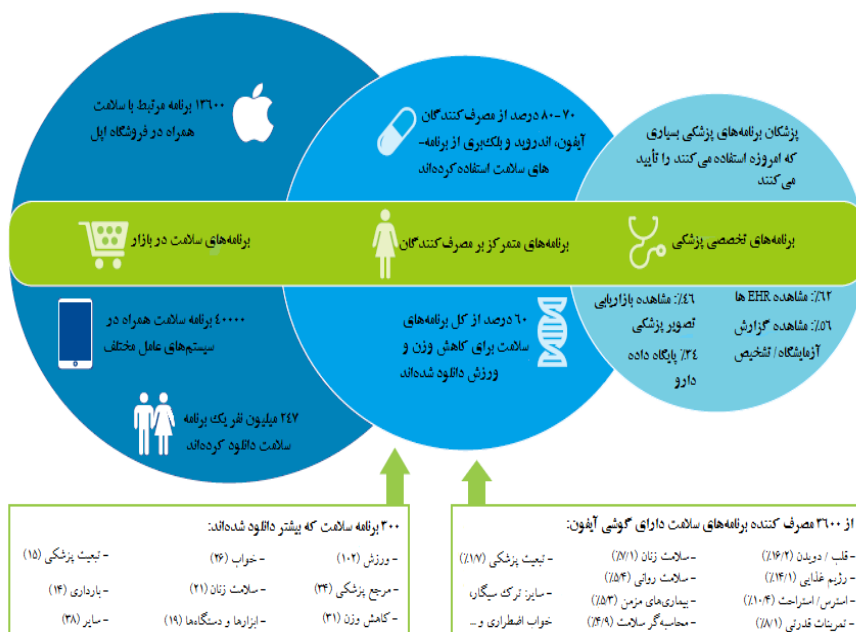 ۱۳۶۰۰ برنامه مرتبط با سلامت
همراه در فروشگاه اپل
۷۰-۸۰ درصد از مصرف‌کنندگان
آیفون، اندروید و بلک‌بری از برنامه-
های سلامت استفاده کرده‌اند
پزشکان برنامه‌های پزشکی بسیاری
که امروزه استفاده می‌کنند را تأیید
می‌کنند
برنامه‌های تخصصی پزشکی
برنامه‌های متمرکز بر مصرف‌کنندگان
برنامه‌های سلامت در بازار
٪۶۲: مشاهده EHR ها
٪۵۶: مشاهده گزارش
آزمایشگاه/ تشخیص
٪۴۶: مشاهده بازاریابی
تصویر پزشکی
٪۳۴ پایگاه داده
دارو
۶۰ درصد از کل برنامه‌های
سلامت برای کاهش وزن و
ورزش دانلود شده‌اند
۴۰۰۰۰ برنامه سلامت همراه در
سیستم‌های عامل مختلف
۲۴۷ میلیون نفر یک برنامه
سلامت دانلود کرده‌اند
از ۳۶۰۰ مصرف کننده برنامه‌های سلامت دارای گوشی آیفون:
- قلب / دویدن (٪۱۶/۲)
- رژیم غذایی (٪۱۴/۱)
- استرس/ استراحت (٪۱۰/۴)
- تمرینات قدرتی (٪۸/۱)
- سلامت زنان (٪۷/۱)
- سلامت روانی (٪۵/۴)
- بیماری‌های مزمن (٪۵/۳)
- محاسبه‌گر سلامت (٪۴/۹)
- تبعیت پزشکی (٪۱/۷)
- سایر: ترک سیگار،
خواب اضطراری و ...
۳۰۰ برنامه سلامت که بیشتر دانلود شده‌اند:
- ورزش (۱۰۲)
- مرجع پزشکی (۳۴)
- کاهش وزن (۳۱)
- خواب (۲۶)
- سلامت زنان (۲۱)
- ابزارها و دستگاه‌ها (۱۹)
- تبعیت پزشکی (۱۵)
- بارداری (۱۴)
- سایر (۳۸)